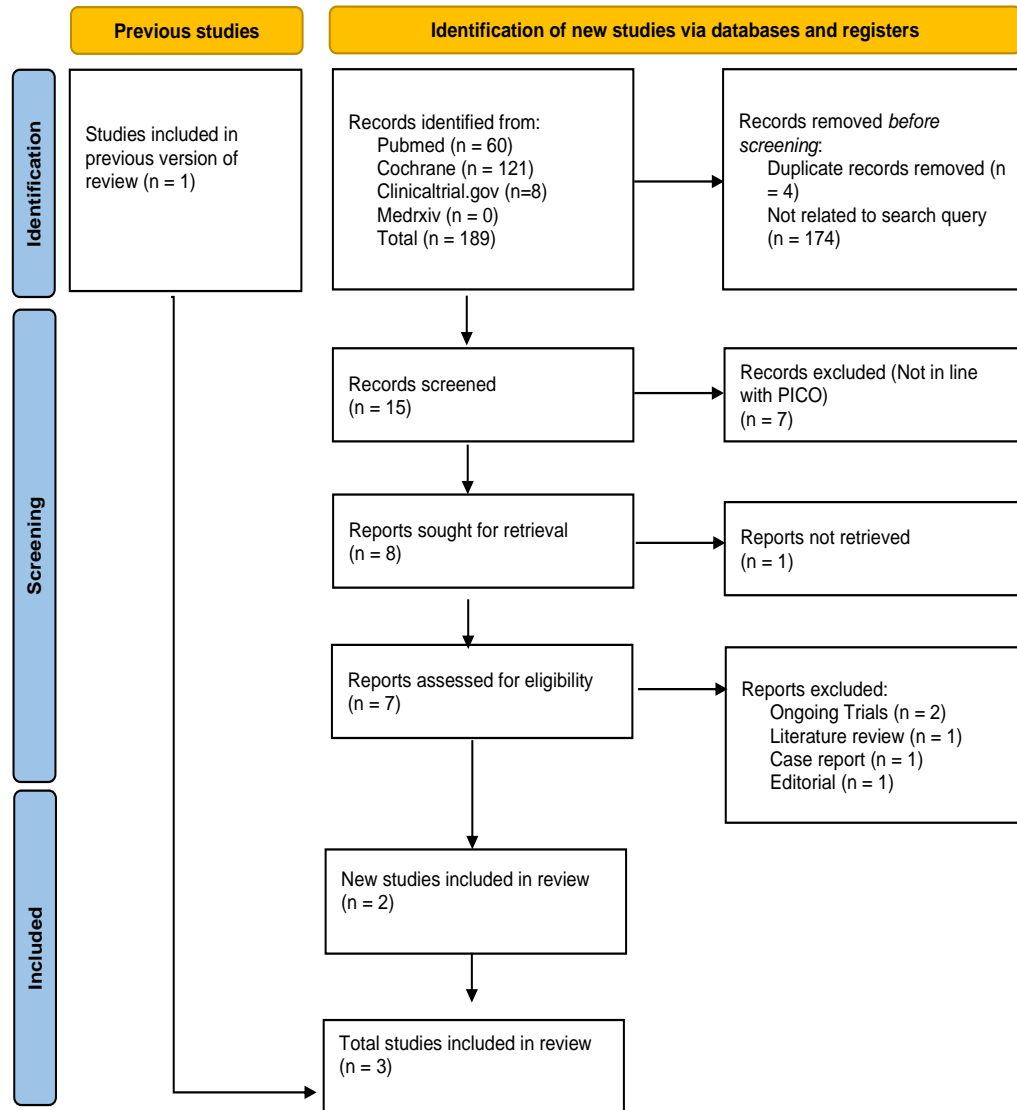 Previous studies
Identification of new studies via databases and registers
Identification
Studies included in
previous version of
review (n = 1)
Records identified from:
Pubmed (n = 60)
Cochrane (n = 121)
Clinicaltrial.gov (n=8)
Medrxiv (n = 0)
Total (n = 189)
Records removed before
screening:
Duplicate records removed (n
= 4)
Not related to search query
(n = 174)
Screening
Records screened
(n = 15)
Records excluded (Not in line
with PICO)
(n = 7)
Reports sought for retrieval
(n = 8)
Reports not retrieved
(n = 1)
Reports assessed for eligibility
(n = 7)
Reports excluded:
Ongoing Trials (n = 2)
Literature review (n = 1)
Case report (n = 1)
Editorial (n = 1)
Included
New studies included in review
(n = 2)
Total studies included in review
(n = 3)